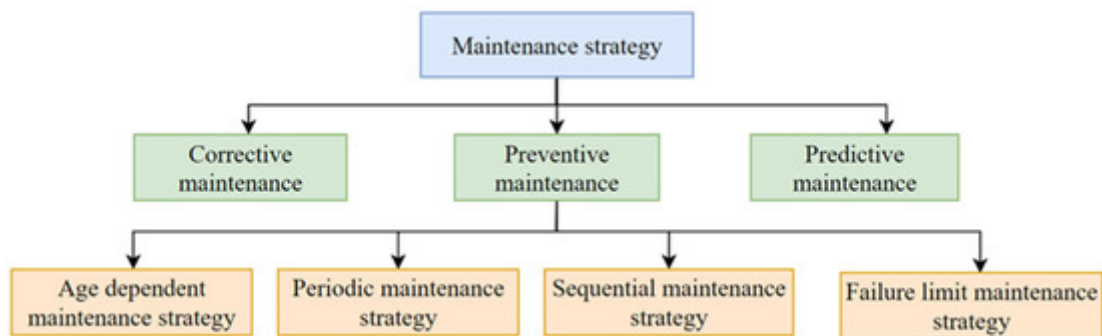 Maintenance strategy
Corrective
maintenance
Preventive
maintenance
Predictive
maintenance
Age dependent
maintenance strategy
Periodic maintenance
strategy
Sequential maintenance
strategy
Failure limit maintenance
strategy